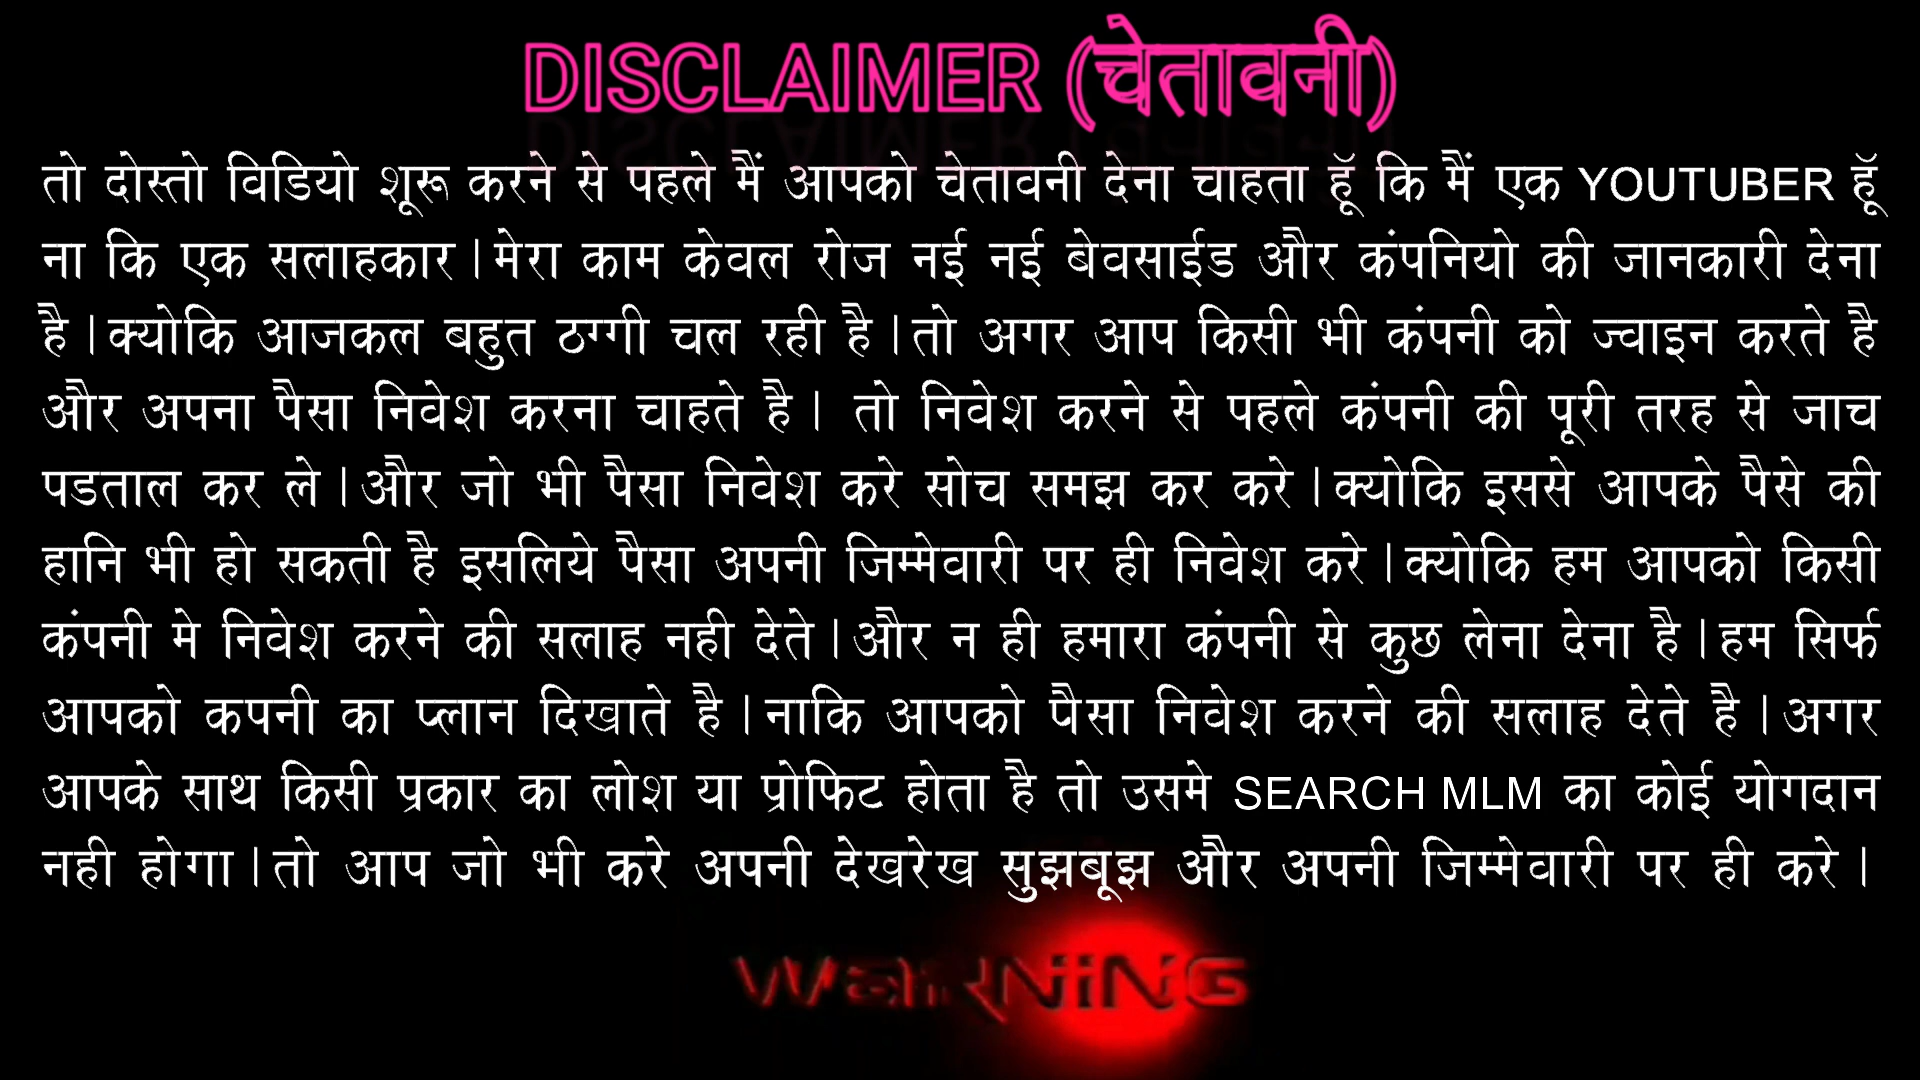 DISCLAIMER (चेतावनी)
तो दोस्तो विडियो शूरू करने से पहले मैं आपको चेतावनी देना चाहता हूॅ कि मैं एक YOUTUBER हूॅ
ना कि एक सलाहकार।मेरा काम केवल रोज नई नई बेवसाईड और कंपनियो की जानकारी देना
है।क्योकि आजकल बहुत ठग्गी चल रही है।तो अगर आप किसी भी कंपनी को ज्वाइन करते है
और अपना पैसा निवेश करना चाहते है। तो निवेश करने से पहले कंपनी की पूरी तरह से जाच
पडताल कर ले।और जो भी पैसा निवेश करे सोच समझ कर करे।क्योकि इससे आपके पैसे की
हानि भी हो सकती है इसलिये पैसा अपनी जिम्मेवारी पर ही निवेश करे।क्योकि हम आपको किसी
कंपनी मे निवेश करने की सलाह नही देते।और न ही हमारा कंपनी से कुछ लेना देना है।हम सिर्फ
आपको कपनी का प्लान दिखाते है।नाकि आपको पैसा निवेश करने की सलाह देते है।अगर
आपके साथ किसी प्रकार का लोश या प्रोफिट होता है तो उसमे SEARCH MLM का कोई योगदान
नही होगा।तो आप जो भी करे अपनी देखरेख सुझबूझ और अपनी जिम्मेवारी पर ही करे।
WARNiNG